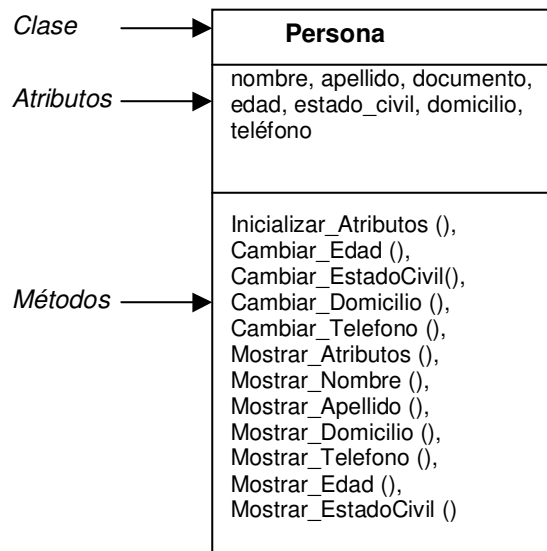 Clase
Persona
Atributos
nombre, apellido, documento,
edad, estado_civil, domicilio,
teléfono
Métodos
Inicializar_Atributos (),
Cambiar_Edad (),
Cambiar_EstadoCivil(),
Cambiar_Domicilio (),
Cambiar_Telefono (),
Mostrar_Atributos (),
Mostrar_Nombre (),
Mostrar_Apellido (),
Mostrar_Domicilio (),
Mostrar_Telefono (),
Mostrar_Edad (),
Mostrar_EstadoCivil ()